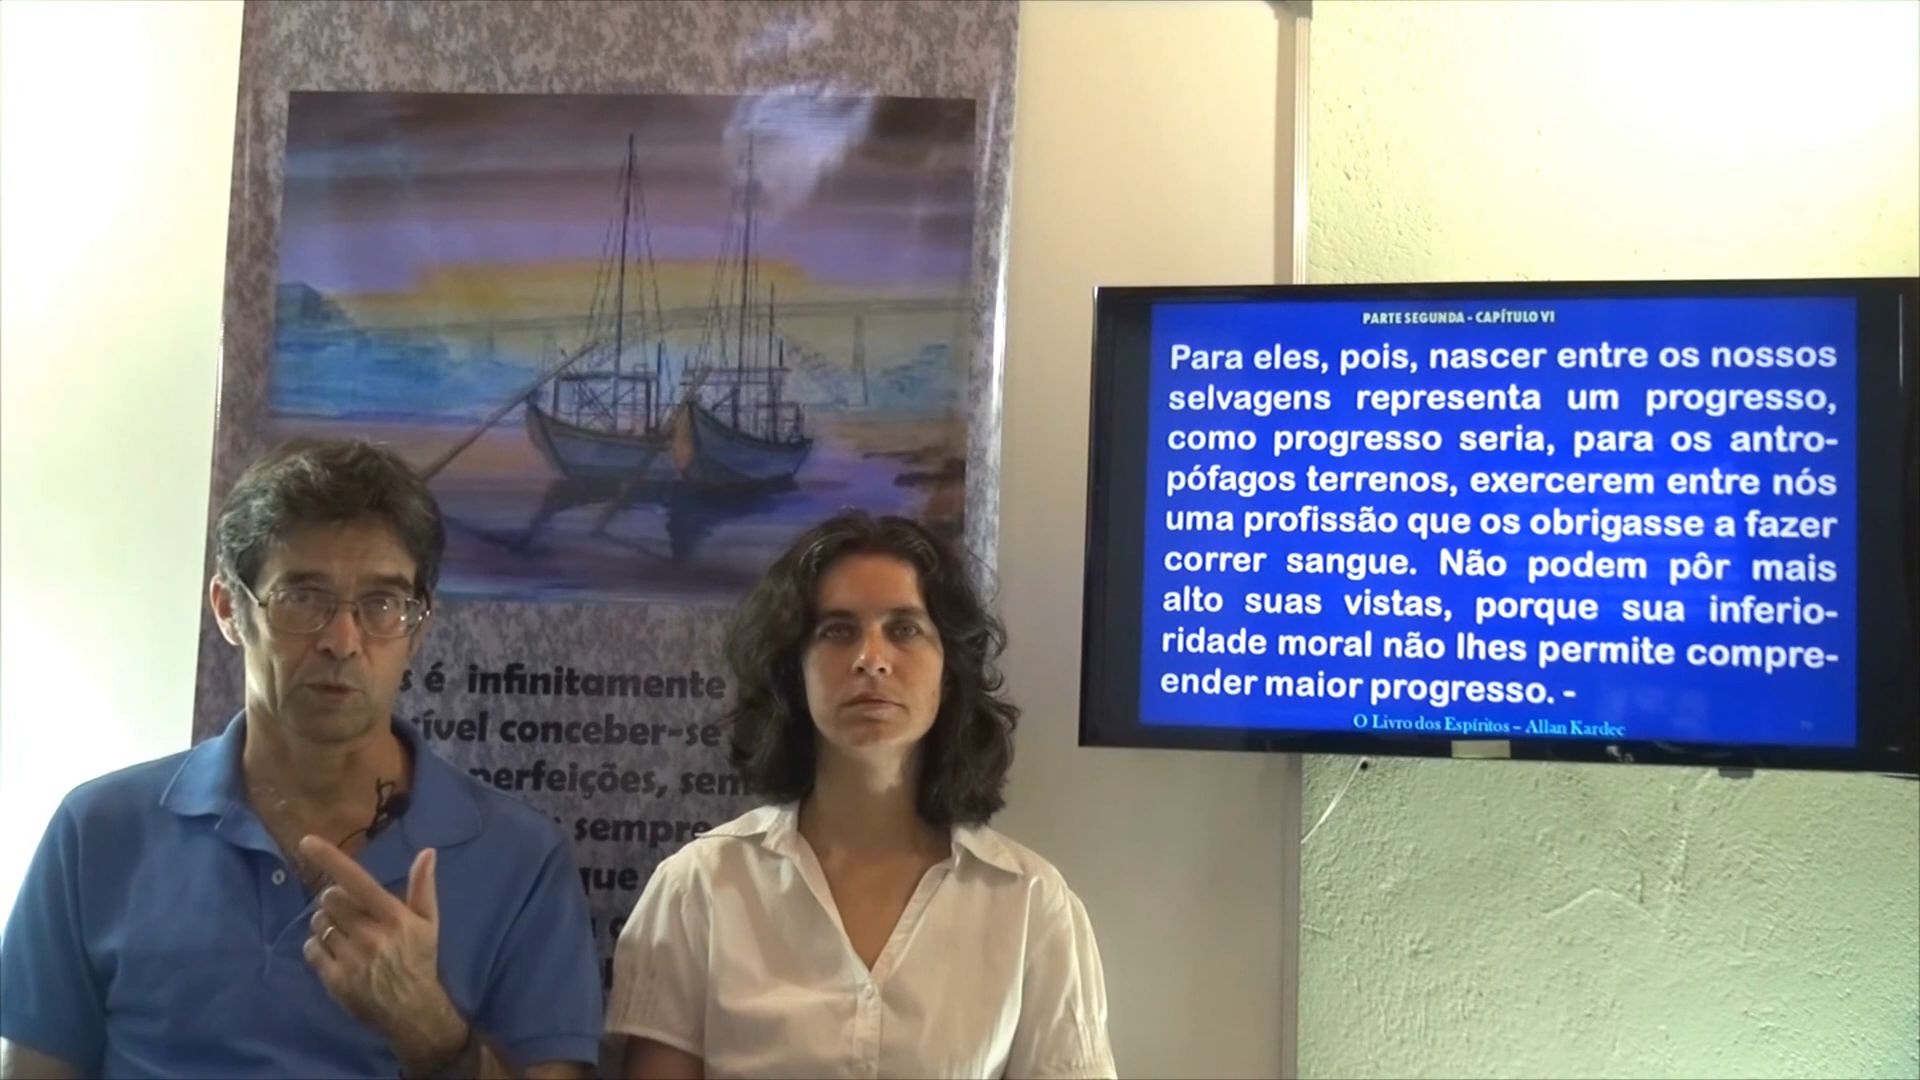 s é infinitamente
ível conceber-se
perfeições, sem
sempre
que
PARTE SEGUNDA - CAPÍTULO VI
Para eles, pois, nascer entre os nossos
selvagens representa um progresso,
como progresso seria, para os antro-
pófagos terrenos, exercerem entre nós
uma profissão que os obrigasse a fazer
correr sangue. Não podem pôr mais
alto suas vistas, porque sua inferio-
ridade moral não lhes permite compre-
ender maior progresso. -
O Livro dos Espíritos – Allan Kardec